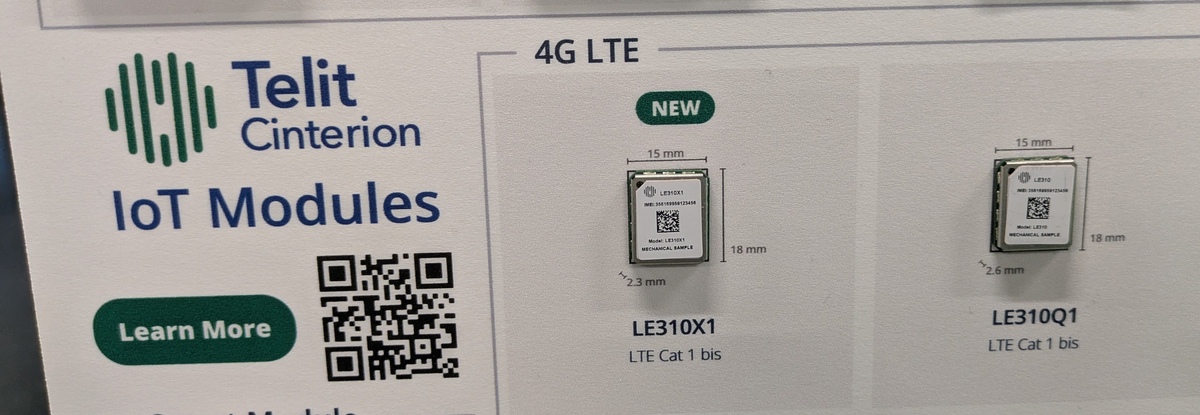 Telit
Cinterion
IoT Modules
Learn More
4G LTE
NEW
15 mm
LE310X1
Model: LE310X1
MECHANICAL SAMPLE
18 mm
2.3 mm
LE310X1
LTE Cat 1 bis
15 mm
LE310
Model: LE310
MECHANICAL SAMPLE
18 mm
2.6 mm
LE310Q1
LTE Cat 1 bis